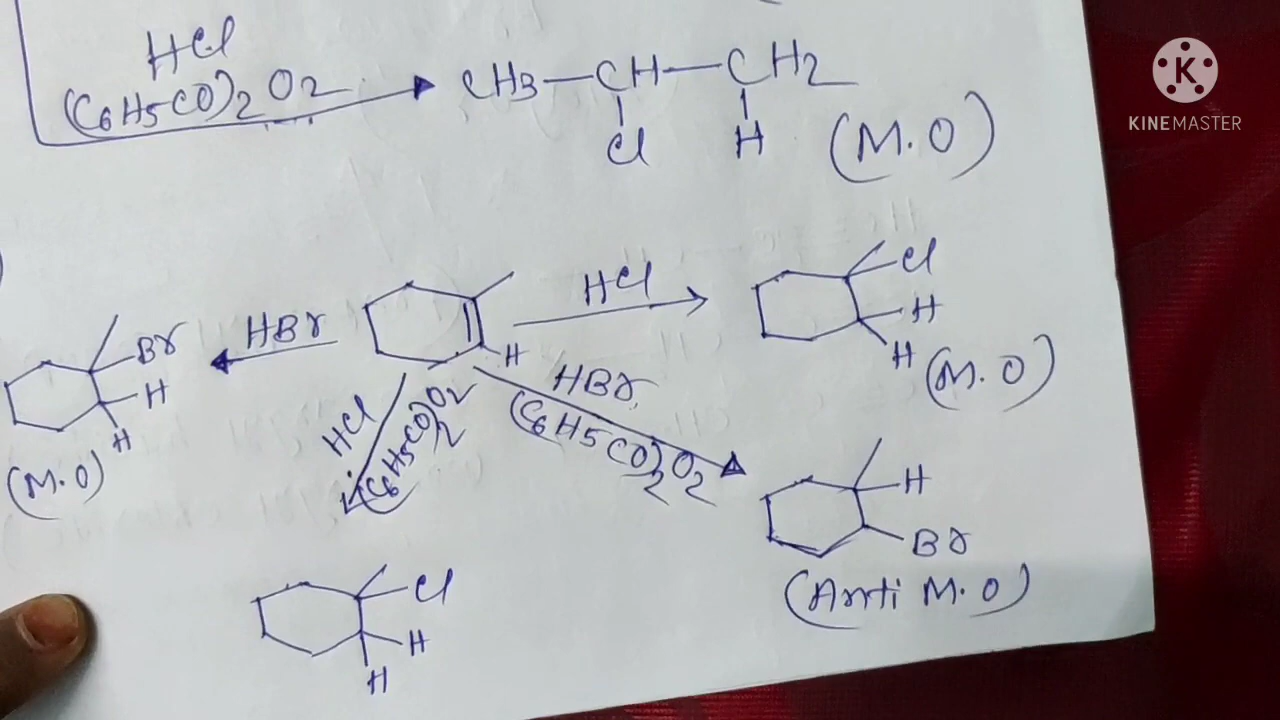 HCl
(C6H5CO)2O2
CH3-CH-CH2
Cl H (M.O)
K
KINEMASTER
HBr
Br
H
H
(M.O)
H
HCl
Cl
H
H
(M.O)
HCl
(C6H5CO)2O2
HBr
(C6H5CO)2O2
H
Br
(Anti M.O)
Cl
H
H